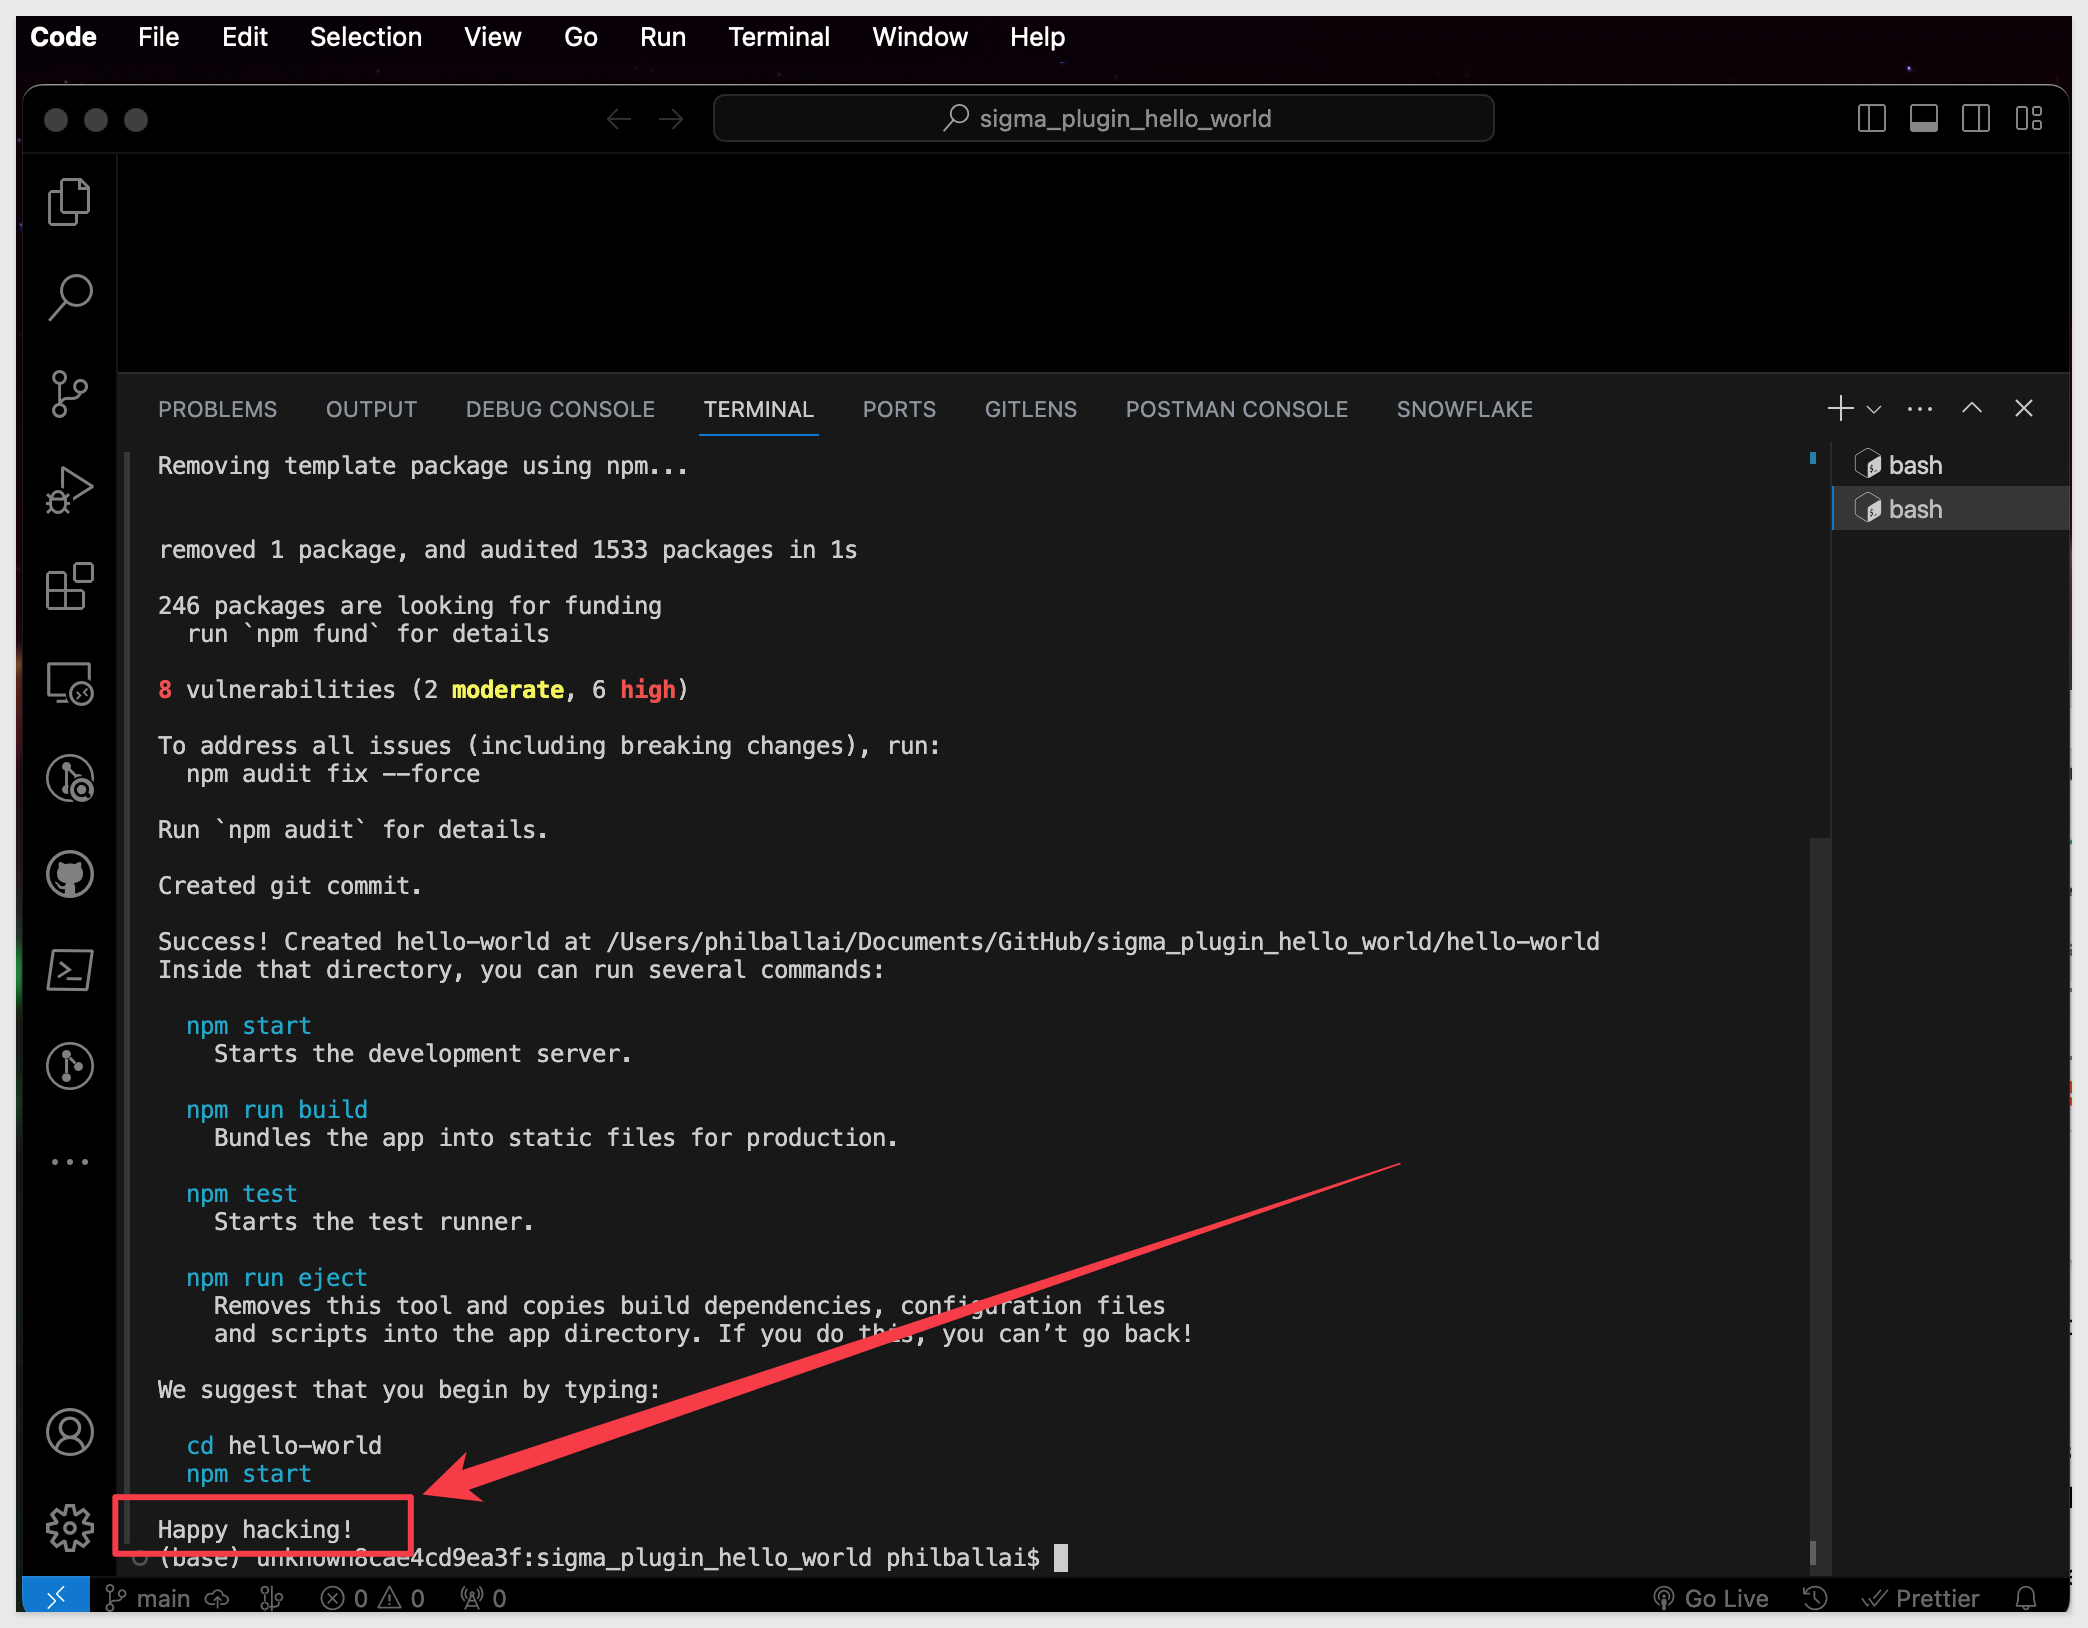 Code File Edit Selection View Go Run Terminal Window Help
sigma_plugin_hello_world
PROBLEMS OUTPUT DEBUG CONSOLE TERMINAL PORTS GITLENS POSTMAN CONSOLE SNOWFLAKE
bash
bash
Removing template package using npm...
removed 1 package, and audited 1533 packages in 1s
246 packages are looking for funding
run `npm fund` for details
8 vulnerabilities (2 moderate, 6 high)
To address all issues (including breaking changes), run:
npm audit fix --force
Run `npm audit` for details.
Created git commit.
Success! Created hello-world at /Users/philballai/Documents/GitHub/sigma_plugin_hello_world/hello-world
Inside that directory, you can run several commands:
npm start
Starts the development server.
npm run build
Bundles the app into static files for production.
npm test
Starts the test runner.
npm run eject
Removes this tool and copies build dependencies, configuration files
and scripts into the app directory. If you do this, you can’t go back!
We suggest that you begin by typing:
cd hello-world
npm start
Happy hacking!
(base) unknown8cae4cd9ea3f:sigma_plugin_hello_world philballai$
main 0 0 0 Go Live Prettier